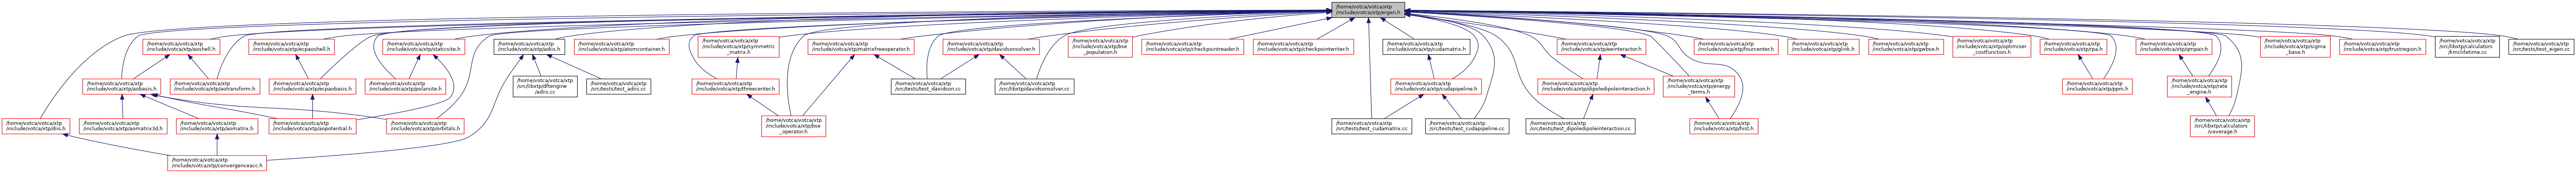 /home/votca/votca/xtp
/include/votca/xtp/eigen.h
/home/votca/votca/xtp
/include/votca/xtp/aoshell.h
/home/votca/votca/xtp
/include/votca/xtp/ecpaoshell.h
/home/votca/votca/xtp
/include/votca/xtp/staticsite.h
/home/votca/votca/xtp
/include/votca/xtp/adiis.h
/home/votca/votca/xtp
/include/votca/xtp/atomcontainer.h
/home/votca/votca/xtp
/include/votca/xtp/symmetric
_matrix.h
/home/votca/votca/xtp
/include/votca/xtp/matrixfreeoperator.h
/home/votca/votca/xtp
/include/votca/xtp/davidsonsolver.h
/home/votca/votca/xtp
/include/votca/xtp/bse
_population.h
/home/votca/votca/xtp
/include/votca/xtp/checkpointreader.h
/home/votca/votca/xtp
/include/votca/xtp/checkpointwriter.h
/home/votca/votca/xtp
/include/votca/xtp/cudamatrix.h
/home/votca/votca/xtp
/include/votca/xtp/eeinteractor.h
/home/votca/votca/xtp
/include/votca/xtp/fourcenter.h
/home/votca/votca/xtp
/include/votca/xtp/glink.h
/home/votca/votca/xtp
/include/votca/xtp/gwbse.h
/home/votca/votca/xtp
/include/votca/xtp/optimiser
_costfunction.h
/home/votca/votca/xtp
/include/votca/xtp/rpa.h
/home/votca/votca/xtp
/include/votca/xtp/qmpair.h
/home/votca/votca/xtp
/include/votca/xtp/sigma
_base.h
/home/votca/votca/xtp
/include/votca/xtp/trustregion.h
/home/votca/votca/xtp
/src/libxtp/calculators
/kmclifetime.cc
/home/votca/votca/xtp
/src/tests/test_eigen.cc
/home/votca/votca/xtp
/include/votca/xtp/aobasis.h
/home/votca/votca/xtp
/include/votca/xtp/aotransform.h
/home/votca/votca/xtp
/include/votca/xtp/ecpaobasis.h
/home/votca/votca/xtp
/include/votca/xtp/polarsite.h
/home/votca/votca/xtp
/src/libxtp/dftengine
/adiis.cc
/home/votca/votca/xtp
/src/tests/test_adiis.cc
/home/votca/votca/xtp
/include/votca/xtp/threecenter.h
/home/votca/votca/xtp
/src/tests/test_davidson.cc
/home/votca/votca/xtp
/src/libxtp/davidsonsolver.cc
/home/votca/votca/xtp
/include/votca/xtp/cudapipeline.h
/home/votca/votca/xtp
/include/votca/xtp/dipoledipoleinteraction.h
/home/votca/votca/xtp
/include/votca/xtp/energy
_terms.h
/home/votca/votca/xtp
/include/votca/xtp/ppm.h
/home/votca/votca/xtp
/include/votca/xtp/rate
_engine.h
/home/votca/votca/xtp
/include/votca/xtp/diis.h
/home/votca/votca/xtp
/include/votca/xtp/aomatrix3d.h
/home/votca/votca/xtp
/include/votca/xtp/aomatrix.h
/home/votca/votca/xtp
/include/votca/xtp/aopotential.h
/home/votca/votca/xtp
/include/votca/xtp/orbitals.h
/home/votca/votca/xtp
/include/votca/xtp/bse
_operator.h
/home/votca/votca/xtp
/src/tests/test_cudamatrix.cc
/home/votca/votca/xtp
/src/tests/test_cudapipeline.cc
/home/votca/votca/xtp
/src/tests/test_dipoledipoleinteraction.cc
/home/votca/votca/xtp
/include/votca/xtp/hist.h
/home/votca/votca/xtp
/src/libxtp/calculators
/vaverage.h
/home/votca/votca/xtp
/include/votca/xtp/convergenceacc.h